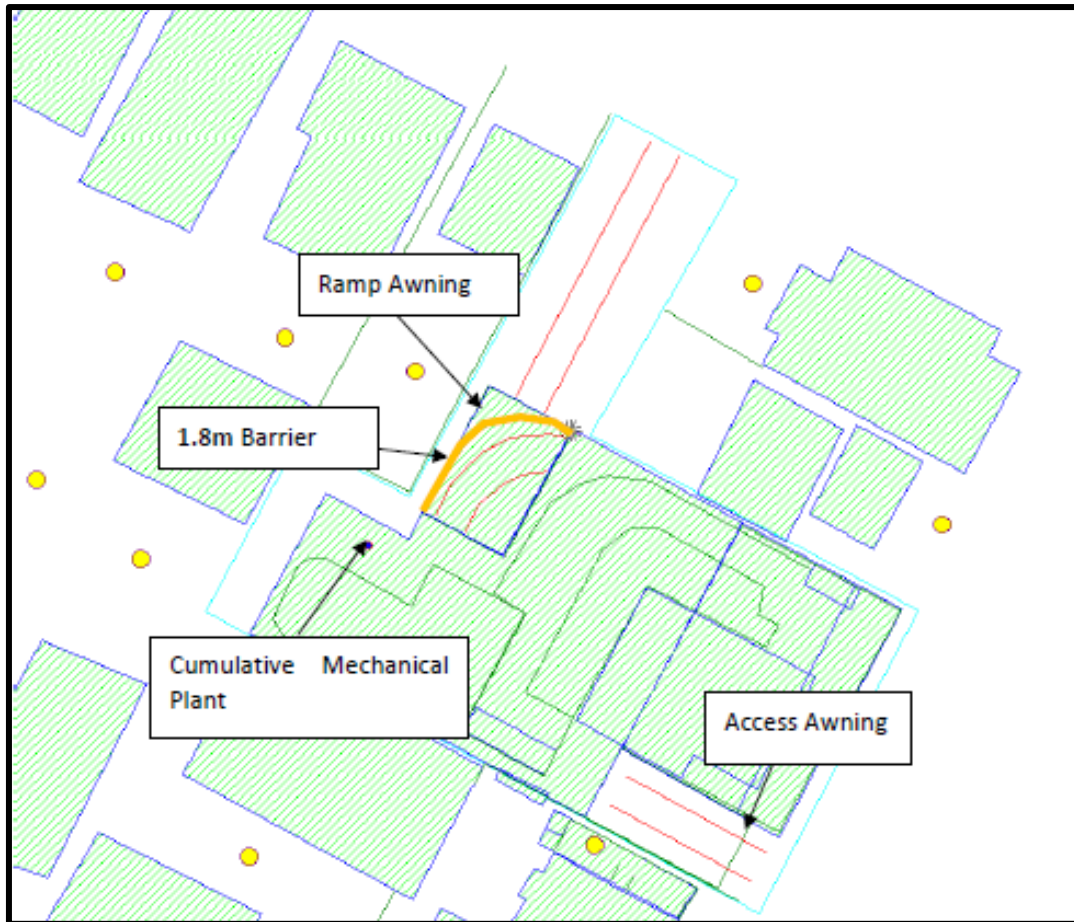 Ramp Awning
1.8m Barrier
Cumulative Mechanical
Plant
Access Awning